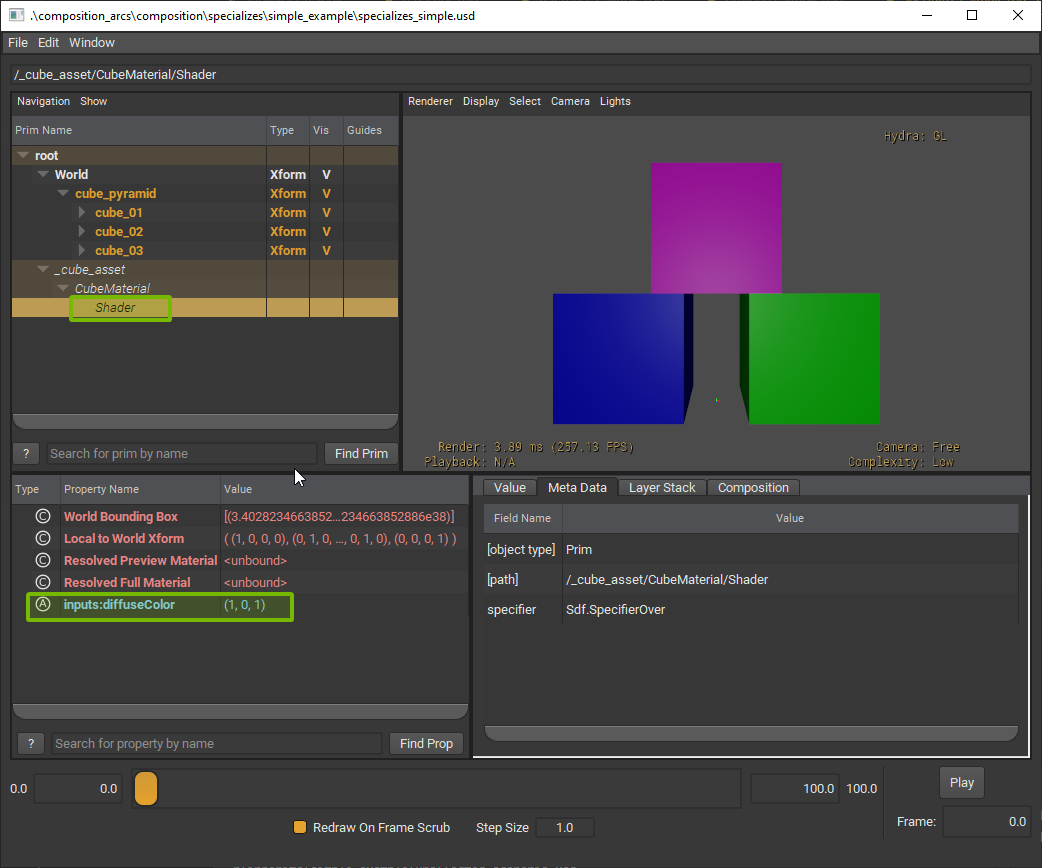 .\composition_arcs\composition\specializes\simple_example\specializes_simple.usd
File Edit Window
/_cube_asset/CubeMaterial/Shader
Navigation Show
Prim Name Type Vis Guides
root
World Xform V
cube_pyramid Xform V
cube_01 Xform V
cube_02 Xform V
cube_03 Xform V
_cube_asset
CubeMaterial
Shader
? Search for prim by name Find Prim
Renderer Display Select Camera Lights
Hydra: GL
Render: 3.89 ms (257.13 FPS)
Playback: N/A
Camera: Free
Complexity: Low
Type Property Name Value
C World Bounding Box [(3.4028234663852...234663852886e38)]
C Local to World Xform ( (1, 0, 0, 0), (0, 1, 0, ..., 0, 1, 0), (0, 0, 0, 1) )
C Resolved Preview Material <unbound>
C Resolved Full Material <unbound>
A inputs:diffuseColor (1, 0, 1)
? Search for property by name Find Prop
Value Meta Data Layer Stack Composition
Field Name Value
[object type] Prim
[path] /_cube_asset/CubeMaterial/Shader
specifier Sdf.SpecifierOver
0.0 0.0 100.0 100.0 Play
Redraw On Frame Scrub Step Size 1.0 Frame: 0.0